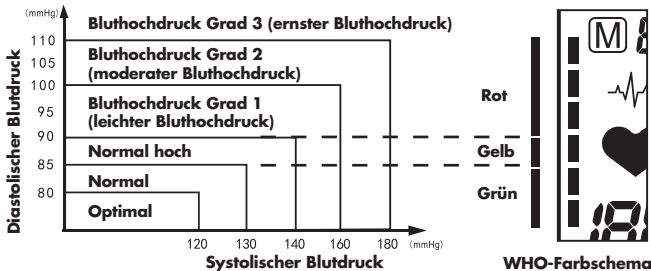 (mmHg)
Bluthochdruck Grad 3 (ernster Bluthochdruck)
110
Bluthochdruck Grad 2
105
(moderater Bluthochdruck)
100
Bluthochdruck Grad 1
95
(leichter Bluthochdruck)
90
Normal hoch
85
Normal
80
Optimal
Diastolischer Blutdruck
120 130 140 160 180 (mmHg)
Systolischer Blutdruck
Rot
Gelb
Grün
M
WHO-Farbschema